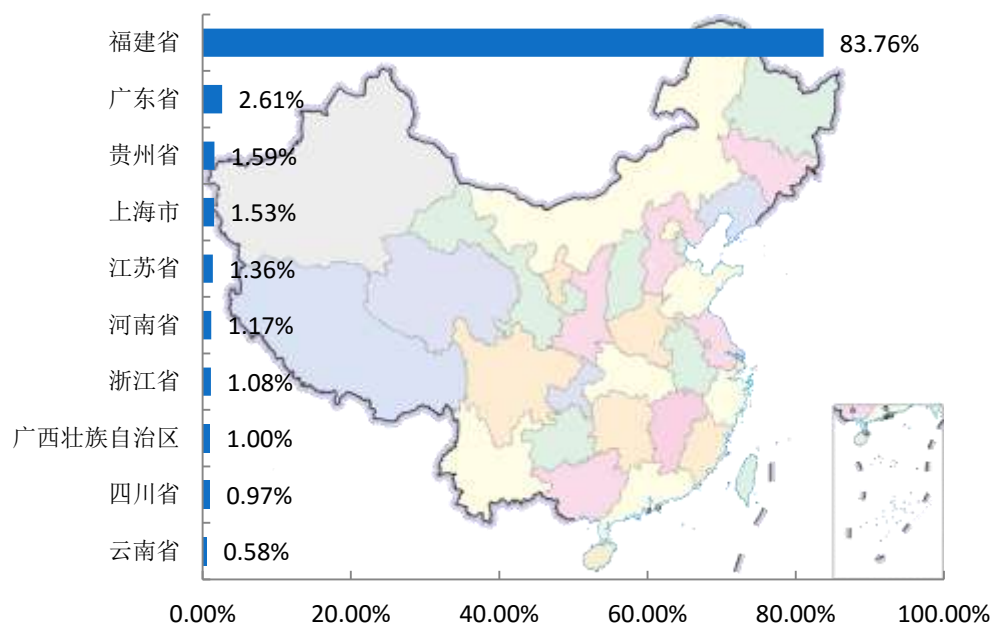 福建省 83.76%
广东省 2.61%
贵州省 1.59%
上海市 1.53%
江苏省 1.36%
河南省 1.17%
浙江省 1.08%
广西壮族自治区 1.00%
四川省 0.97%
云南省 0.58%
0.00% 20.00% 40.00% 60.00% 80.00% 100.00%